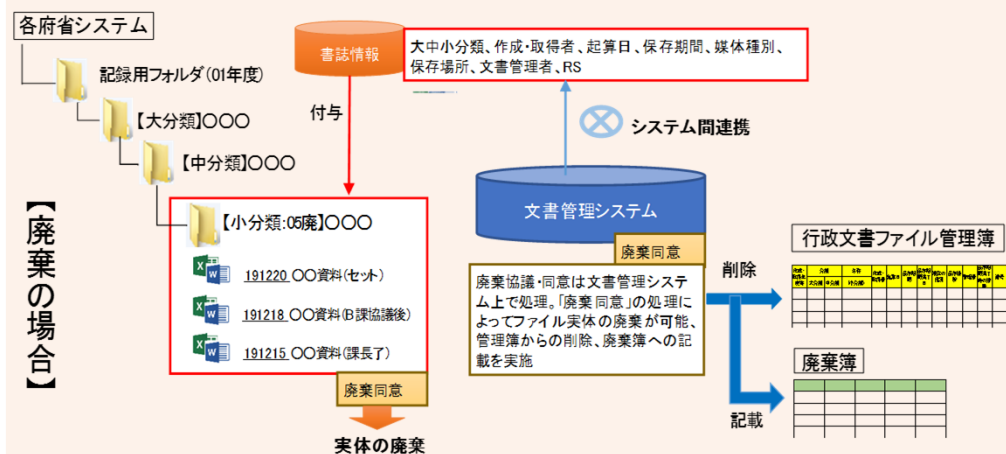 各府省システム
記録用フォルダ(01年度)
【大分類】〇〇〇
【中分類】〇〇〇
【小分類:05廃】〇〇〇
191220 〇〇資料(セット)
191218 〇〇資料(B課協議後)
191215 〇〇資料(課長了)
廃棄同意
実体の廃棄
【廃棄の場合】
書誌情報
付与
大中小分類、作成・取得者、起算日、保存期間、媒体種別、
保存場所、文書管理者、RS
システム間連携
文書管理システム
廃棄同意
廃棄協議・同意は文書管理システ
ム上で処理。「廃棄同意」の処理に
よってファイル実体の廃棄が可能、
管理簿からの削除、廃棄簿への記
載を実施
削除
記載
行政文書ファイル管理簿
分類
名称
大分類
中分類
廃棄簿